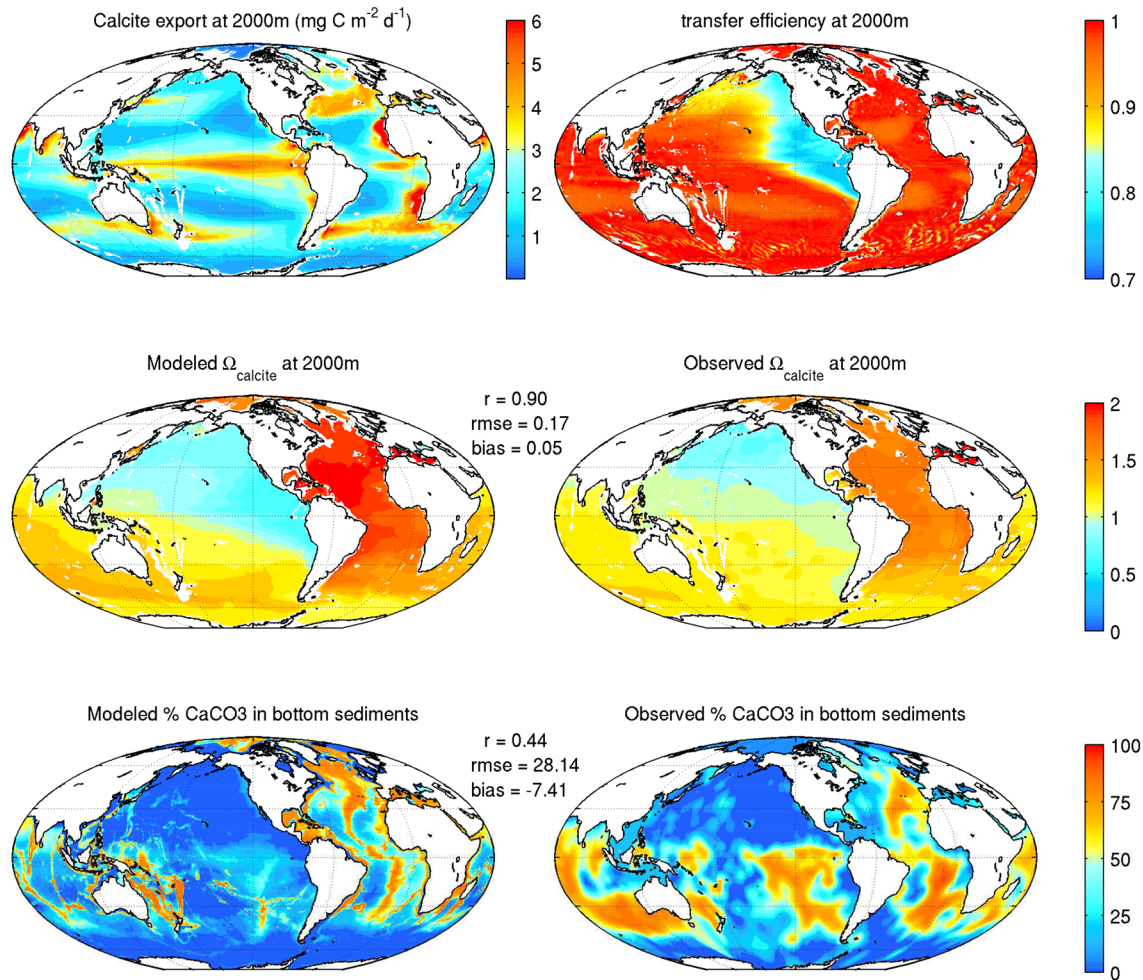 Calcite export at 2000m (mg C m⁻² d⁻¹)
6
5
4
3
2
1
transfer efficiency at 2000m
1
0.9
0.8
0.7
Modeled Ω_calcite at 2000m
r = 0.90
rmse = 0.17
bias = 0.05
Observed Ω_calcite at 2000m
2
1.5
1
0.5
0
Modeled % CaCO3 in bottom sediments
r = 0.44
rmse = 28.14
bias = -7.41
Observed % CaCO3 in bottom sediments
100
75
50
25
0